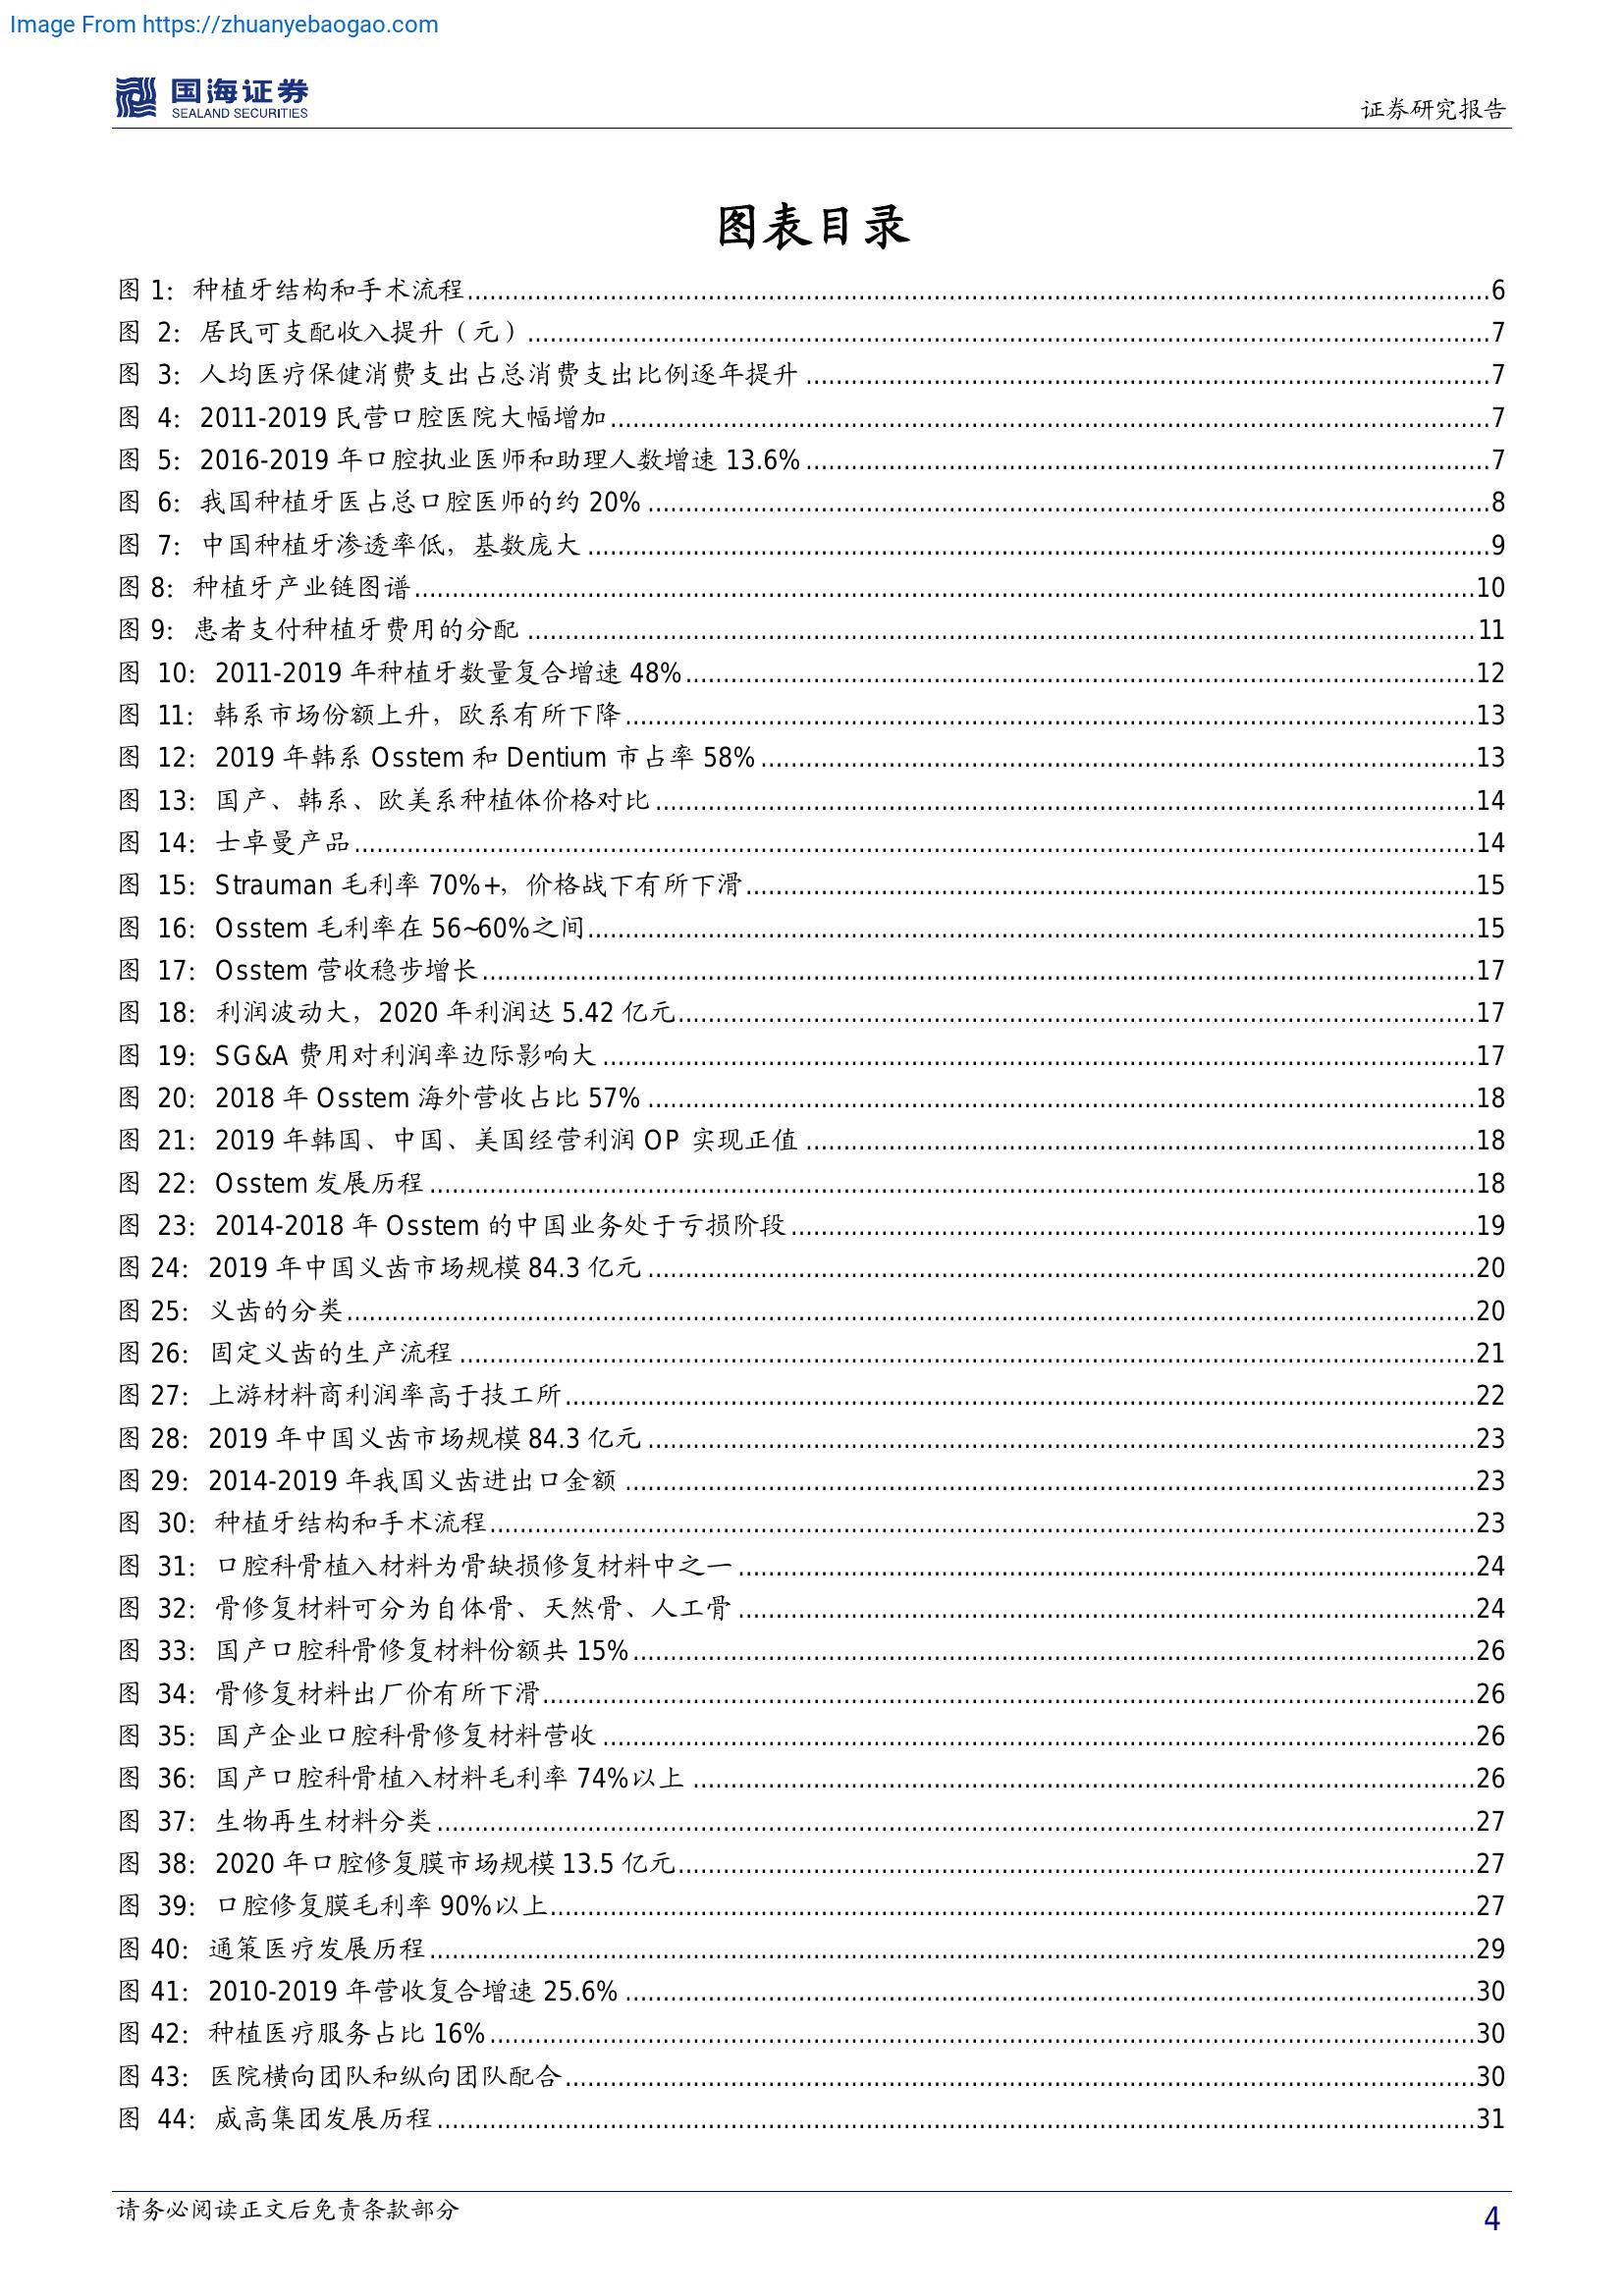 Image From https://zhuanyebaogao.com
国海证券
SEALAND SECURITIES
证券研究报告
图表目录
图 1：种植牙结构和手术流程........................................6
图 2：居民可支配收入提升（元）........................................7
图 3：人均医疗保健消费支出占总消费支出比例逐年提升........................................7
图 4：2011-2019 民营口腔医院大幅增加........................................7
图 5：2016-2019 年口腔执业医师和助理人数增速 13.6%........................................7
图 6：我国种植牙医占总口腔医师的约 20%........................................8
图 7：中国种植牙渗透率低，基数庞大........................................9
图 8：种植牙产业链图谱........................................10
图 9：患者支付种植牙费用的分配........................................11
图 10：2011-2019 年种植牙数量复合增速 48%........................................12
图 11：韩系市场份额上升，欧系有所下降........................................13
图 12：2019 年韩系 Osstem 和 Dentium 市占率 58%........................................13
图 13：国产、韩系、欧美系种植体价格对比........................................14
图 14：士卓曼产品........................................14
图 15：Strauman 毛利率 70%+，价格战下有所下滑........................................15
图 16：Osstem 毛利率在 56~60%之间........................................15
图 17：Osstem 营收稳步增长........................................17
图 18：利润波动大，2020 年利润达 5.42 亿元........................................17
图 19：SG&A 费用对利润率边际影响大........................................17
图 20：2018 年 Osstem 海外营收占比 57%........................................18
图 21：2019 年韩国、中国、美国经营利润 OP 实现正值........................................18
图 22：Osstem 发展历程........................................18
图 23：2014-2018 年 Osstem 的中国业务处于亏损阶段........................................19
图 24：2019 年中国义齿市场规模 84.3 亿元........................................20
图 25：义齿的分类........................................20
图 26：固定义齿的生产流程........................................21
图 27：上游材料商利润率高于技工所........................................22
图 28：2019 年中国义齿市场规模 84.3 亿元........................................23
图 29：2014-2019 年我国义齿进出口金额........................................23
图 30：种植牙结构和手术流程........................................23
图 31：口腔科骨植入材料为骨缺损修复材料中之一........................................24
图 32：骨修复材料可分为自体骨、天然骨、人工骨........................................24
图 33：国产口腔科骨修复材料份额共 15%........................................26
图 34：骨修复材料出厂价有所下滑........................................26
图 35：国产企业口腔科骨修复材料营收........................................26
图 36：国产口腔科骨植入材料毛利率 74%以上........................................26
图 37：生物再生材料分类........................................27
图 38：2020 年口腔修复膜市场规模 13.5 亿元........................................27
图 39：口腔修复膜毛利率 90%以上........................................27
图 40：通策医疗发展历程........................................29
图 41：2010-2019 年营收复合增速 25.6%........................................30
图 42：种植医疗服务占比 16%........................................30
图 43：医院横向团队和纵向团队配合........................................30
图 44：威高集团发展历程........................................31
请务必阅读正文后免责条款部分
4